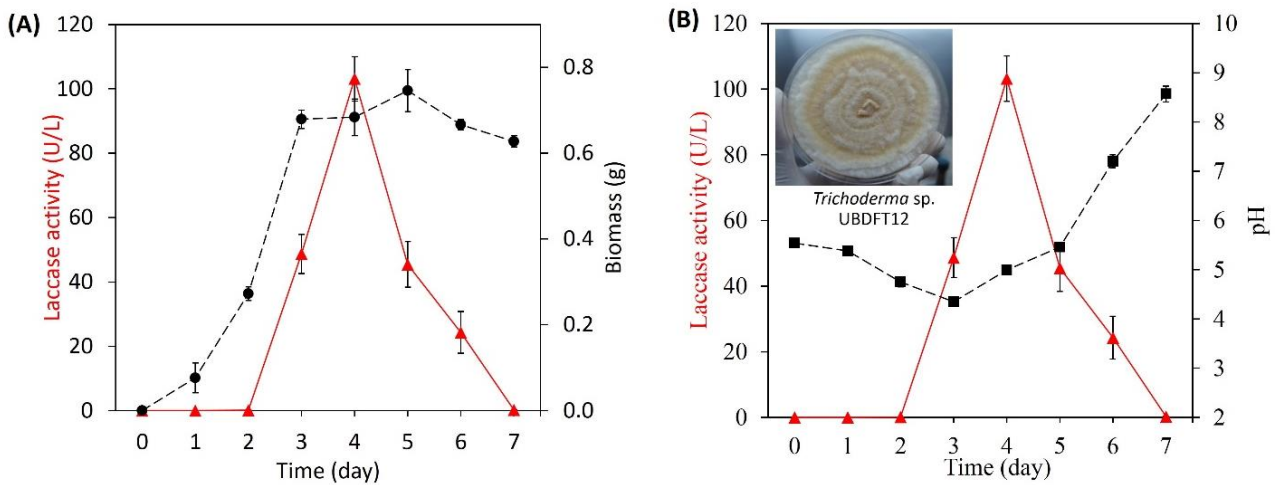 (A)
120
100
80
60
40
20
0
Laccase activity (U/L)
0.8
0.6
0.4
0.2
0.0
Biomass (g)
0 1 2 3 4 5 6 7
Time (day)
(B)
120
100
80
60
40
20
0
Laccase activity (U/L)
Trichoderma sp.
UBDFT12
10
9
8
7
6
5
4
3
2
pH
0 1 2 3 4 5 6 7
Time (day)